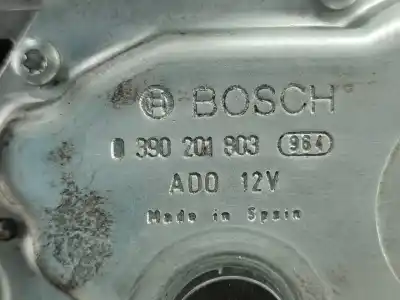 BOSCH
0 390 201 803 964
ADO 12V
Made in Spain